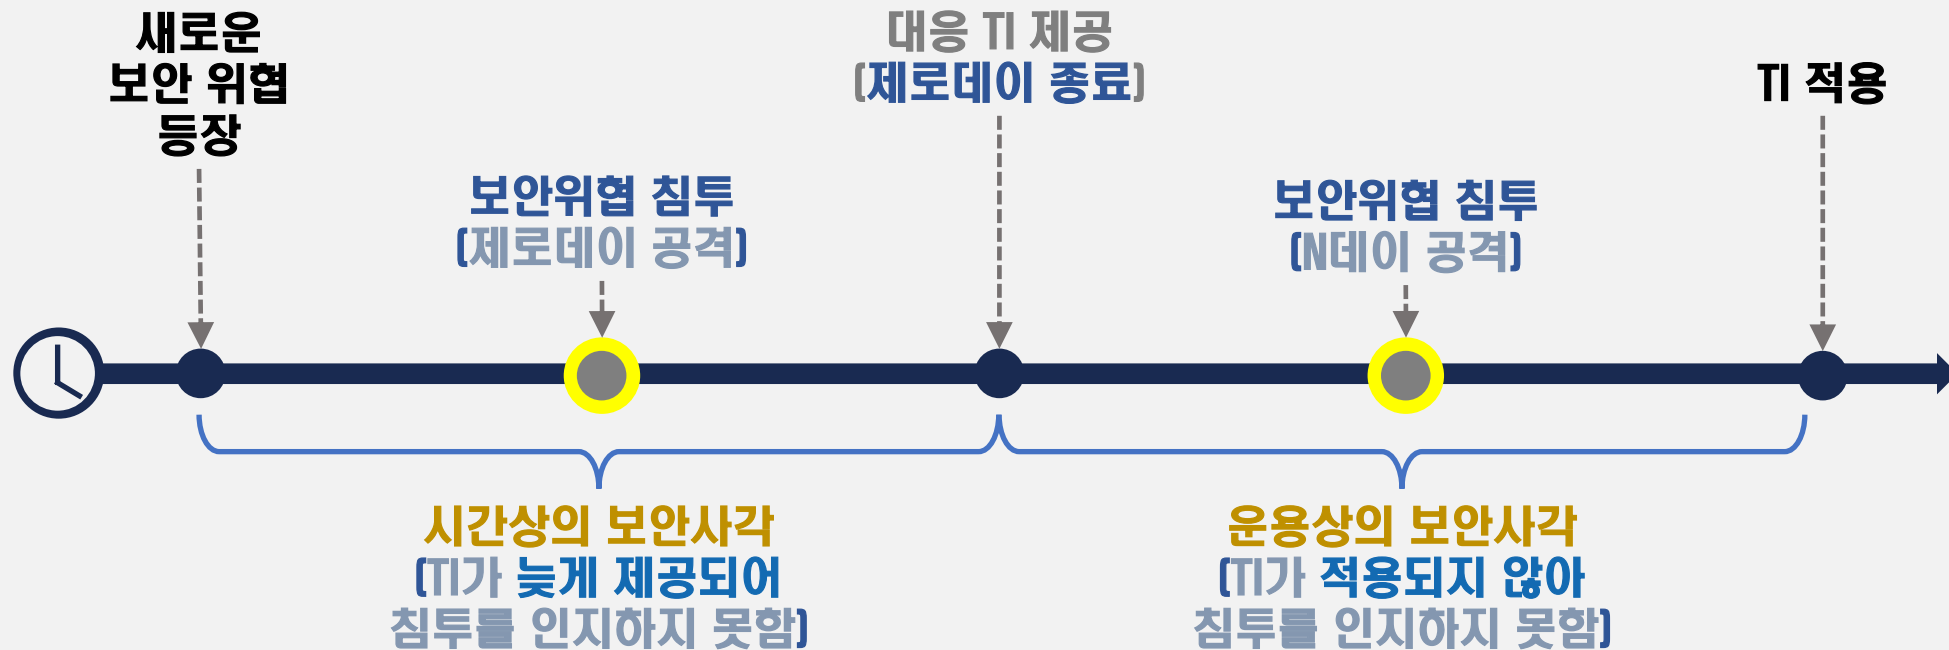 새로운
보안 위협
등장
보안위협 침투
(제로데이 공격)
대응 TI 제공
(제로데이 종료)
보안위협 침투
(N데이 공격)
TI 적용
시간상의 보안사각
(TI가 늦게 제공되어
침투를 인지하지 못함)
운용상의 보안사각
(TI가 적용되지 않아
침투를 인지하지 못함)